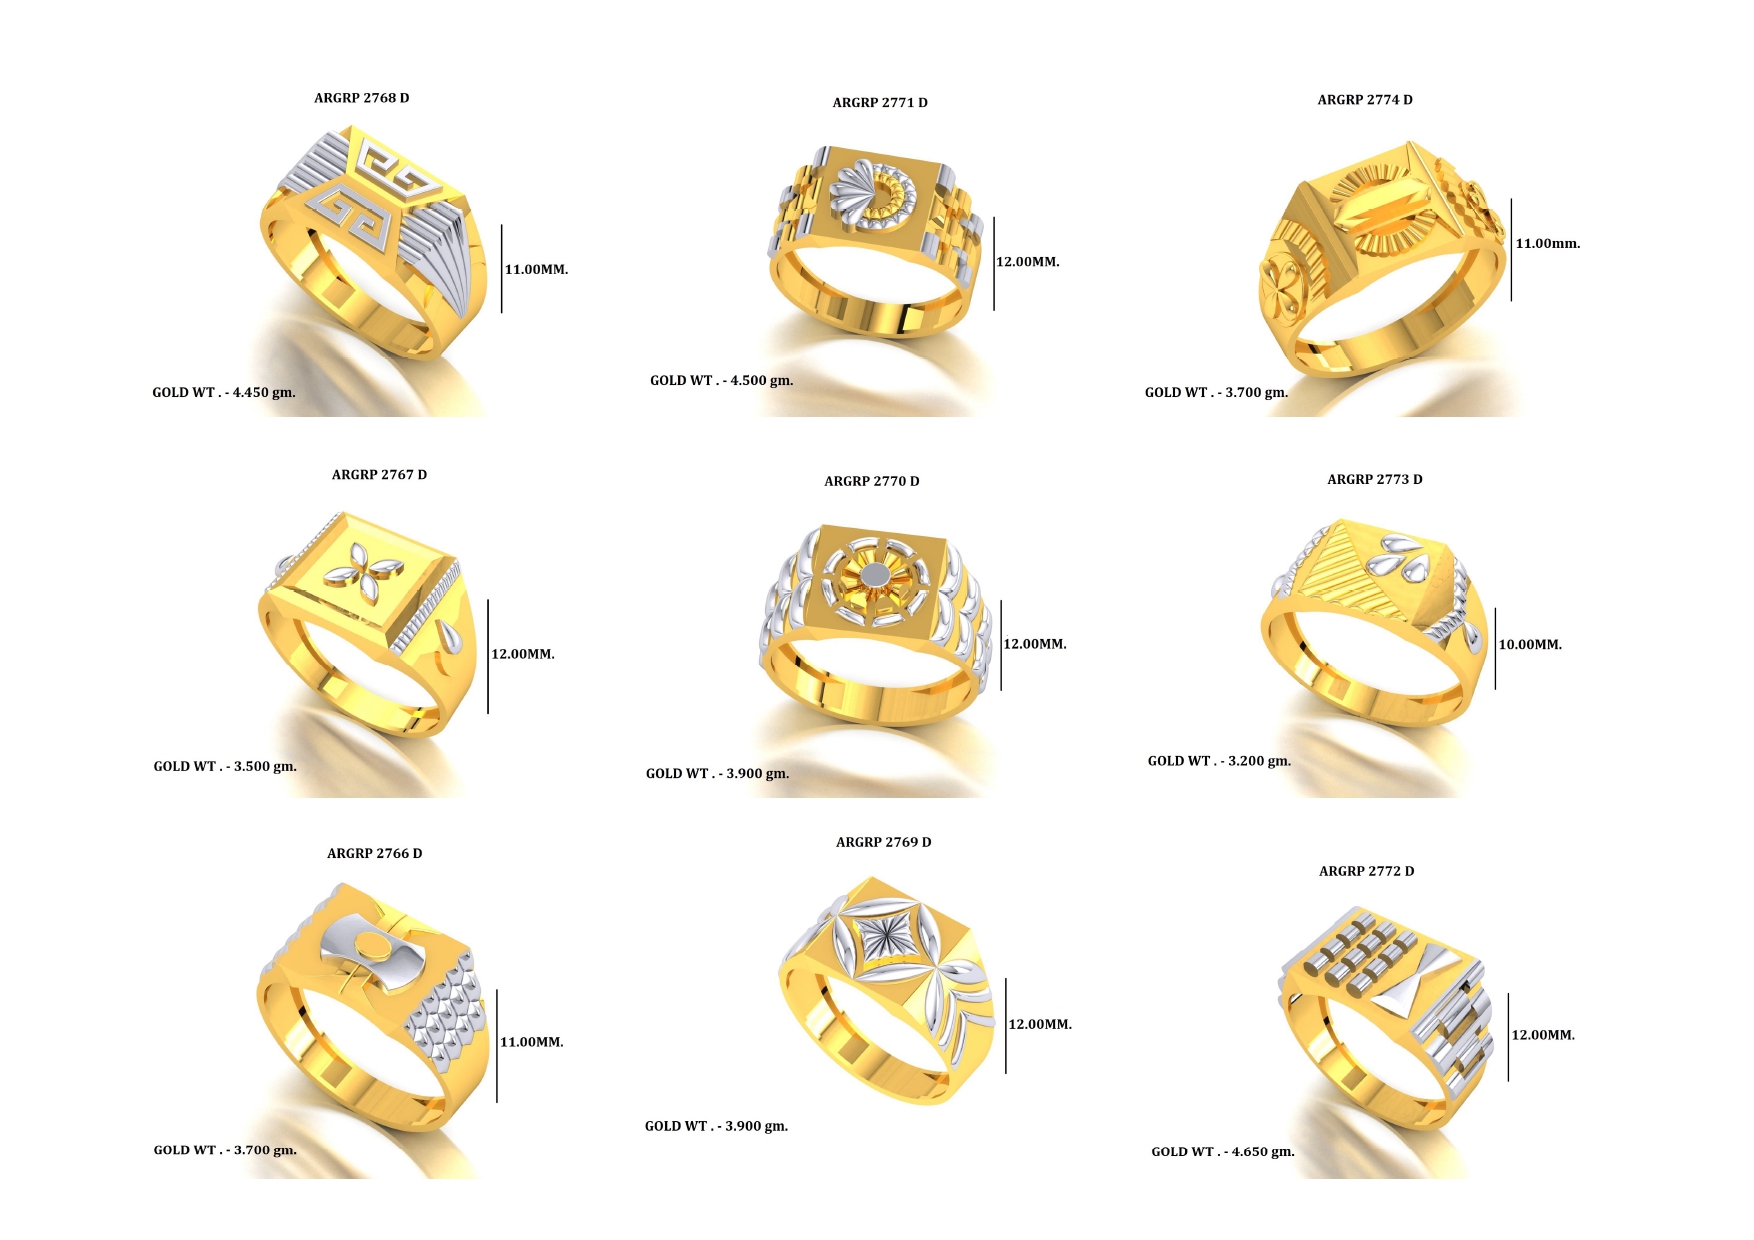 ARGRP 2768 D
11.00MM.
GOLD WT . - 4.450 gm.
ARGRP 2771 D
12.00MM.
GOLD WT . - 4.500 gm.
ARGRP 2774 D
11.00mm.
GOLD WT . - 3.700 gm.
ARGRP 2767 D
12.00MM.
GOLD WT . - 3.500 gm.
ARGRP 2770 D
12.00MM.
GOLD WT . - 3.900 gm.
ARGRP 2773 D
10.00MM.
GOLD WT . - 3.200 gm.
ARGRP 2766 D
11.00MM.
GOLD WT . - 3.700 gm.
ARGRP 2769 D
12.00MM.
GOLD WT . - 3.900 gm.
ARGRP 2772 D
12.00MM.
GOLD WT . - 4.650 gm.